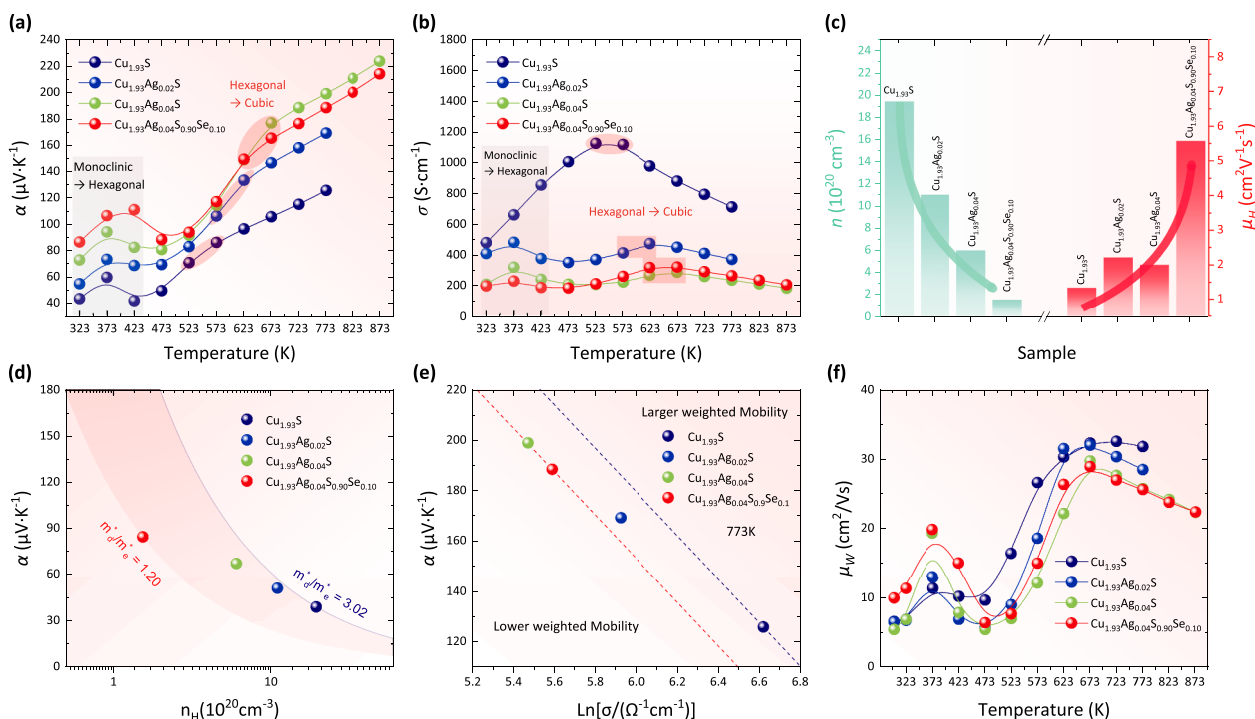 (a)
240
220
200
180
160
140
120
100
80
60
40
α (μV·K⁻¹)
Cu1.93S
Cu1.93Ag0.02S
Cu1.93Ag0.04S
Cu1.93Ag0.04S0.90Se0.10
Hexagonal
→ Cubic
Monoclinic
→ Hexagonal
323 373 423 473 523 573 623 673 723 773 823 873
Temperature (K)
(b)
1800
1600
1400
1200
1000
800
600
400
200
0
σ (S·cm⁻¹)
Cu1.93S
Cu1.93Ag0.02S
Cu1.93Ag0.04S
Cu1.93Ag0.04S0.90Se0.10
Monoclinic
→ Hexagonal
Hexagonal → Cubic
323 373 423 473 523 573 623 673 723 773 823 873
Temperature (K)
(c)
24
22
20
18
16
14
12
10
8
6
4
2
0
n (10²⁰ cm⁻³)
Cu1.93S
Cu1.93Ag0.02S
Cu1.93Ag0.04S
Cu1.93Ag0.04S0.90Se0.10
Cu1.93S
Cu1.93Ag0.02S
Cu1.93Ag0.04S
Cu1.93Ag0.04S0.90Se0.10
8
7
6
5
4
3
2
1
μH (cm²V⁻¹s⁻¹)
Sample
(d)
180
150
120
90
60
30
0
α (μV·K⁻¹)
Cu1.93S
Cu1.93Ag0.02S
Cu1.93Ag0.04S
Cu1.93Ag0.04S0.90Se0.10
m*d/m*e = 1.20
m*d/m*e = 3.02
1 10
nH(10²⁰cm⁻³)
(e)
220
200
180
160
140
120
α (μV·K⁻¹)
Larger weighted Mobility
Cu1.93S
Cu1.93Ag0.02S
Cu1.93Ag0.04S
Cu1.93Ag0.04S0.9Se0.1
773K
Lower weighted Mobility
5.2 5.4 5.6 5.8 6.0 6.2 6.4 6.6 6.8
Ln[σ/(Ω⁻¹cm⁻¹)]
(f)
40
30
20
10
0
μW (cm²/Vs)
Cu1.93S
Cu1.93Ag0.02S
Cu1.93Ag0.04S
Cu1.93Ag0.04S0.90Se0.10
323 373 423 473 523 573 623 673 723 773 823 873
Temperature (K)